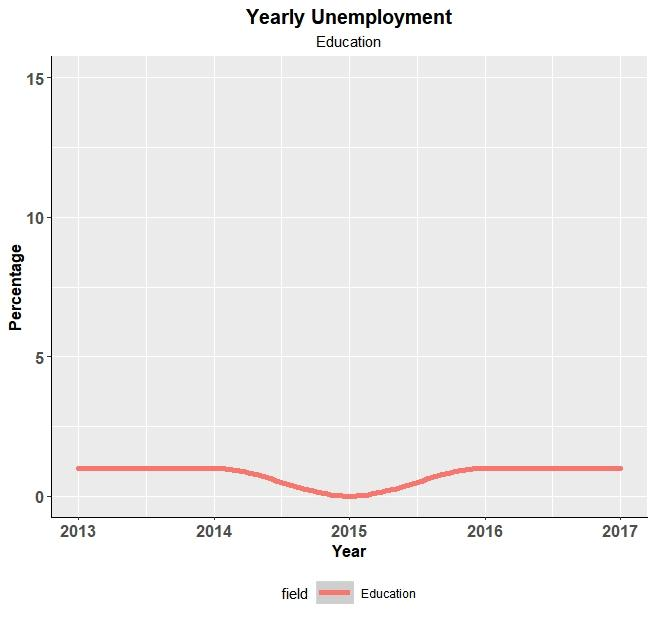 Yearly Unemployment
Education
15
10
5
0
Percentage
2013 2014 2015 2016 2017
Year
field Education